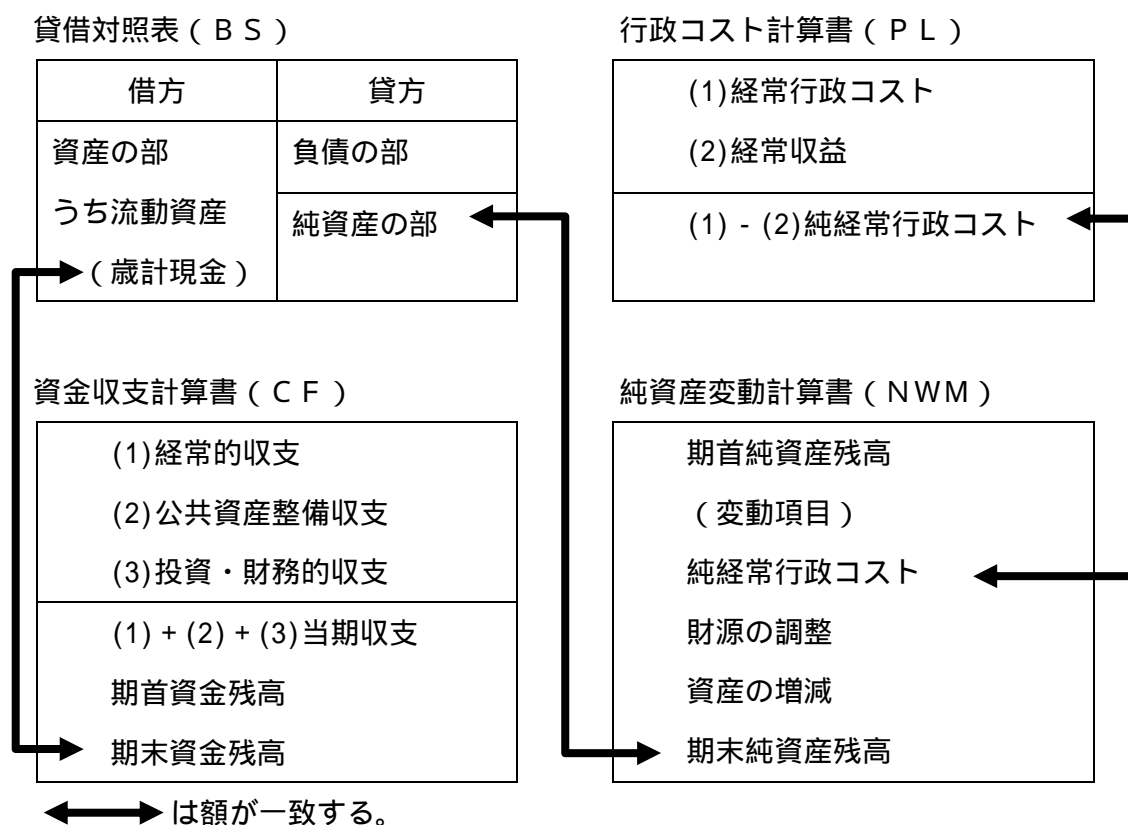 貸借対照表（ＢＳ）
借方 貸方
資産の部
うち流動資産
（歳計現金）
負債の部
純資産の部
行政コスト計算書（ＰＬ）
(1)経常行政コスト
(2)経常収益
(1) - (2)純経常行政コスト
資金収支計算書（ＣＦ）
(1)経常的収支
(2)公共資産整備収支
(3)投資・財務的収支
(1) + (2) + (3)当期収支
期首資金残高
期末資金残高
純資産変動計算書（ＮＷＭ）
期首純資産残高
（変動項目）
純経常行政コスト
財源の調整
資産の増減
期末純資産残高
は額が一致する。